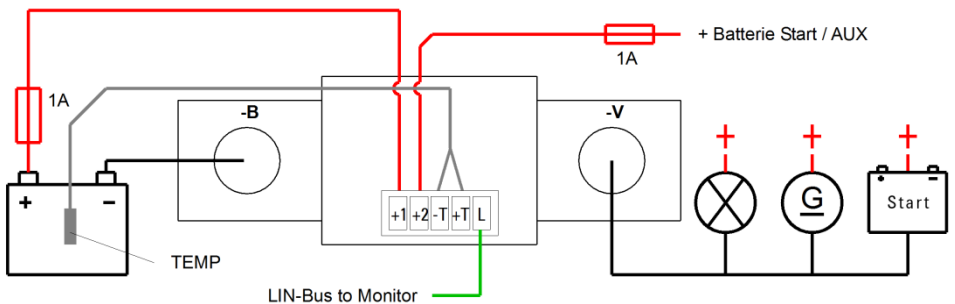 + Batterie Start / AUX
1A
1A
-B
-V
+ + +
+ -
+ -
G
Start
+1 +2 -T +T L
TEMP
LIN-Bus to Monitor